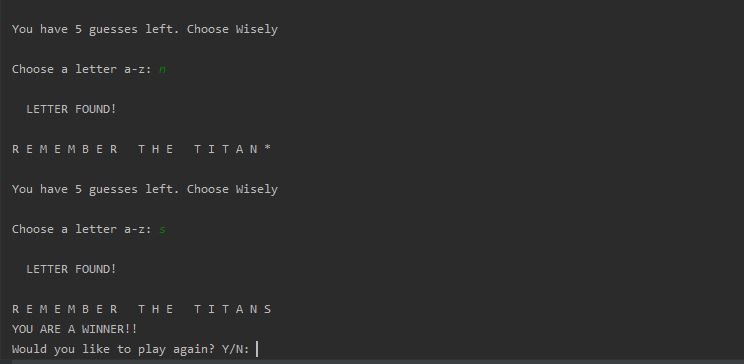 You have 5 guesses left. Choose Wisely
Choose a letter a-z: n
LETTER FOUND!
R E M E M B E R   T H E   T I T A N *
You have 5 guesses left. Choose Wisely
Choose a letter a-z: s
LETTER FOUND!
R E M E M B E R   T H E   T I T A N S
YOU ARE A WINNER!!
Would you like to play again? Y/N: